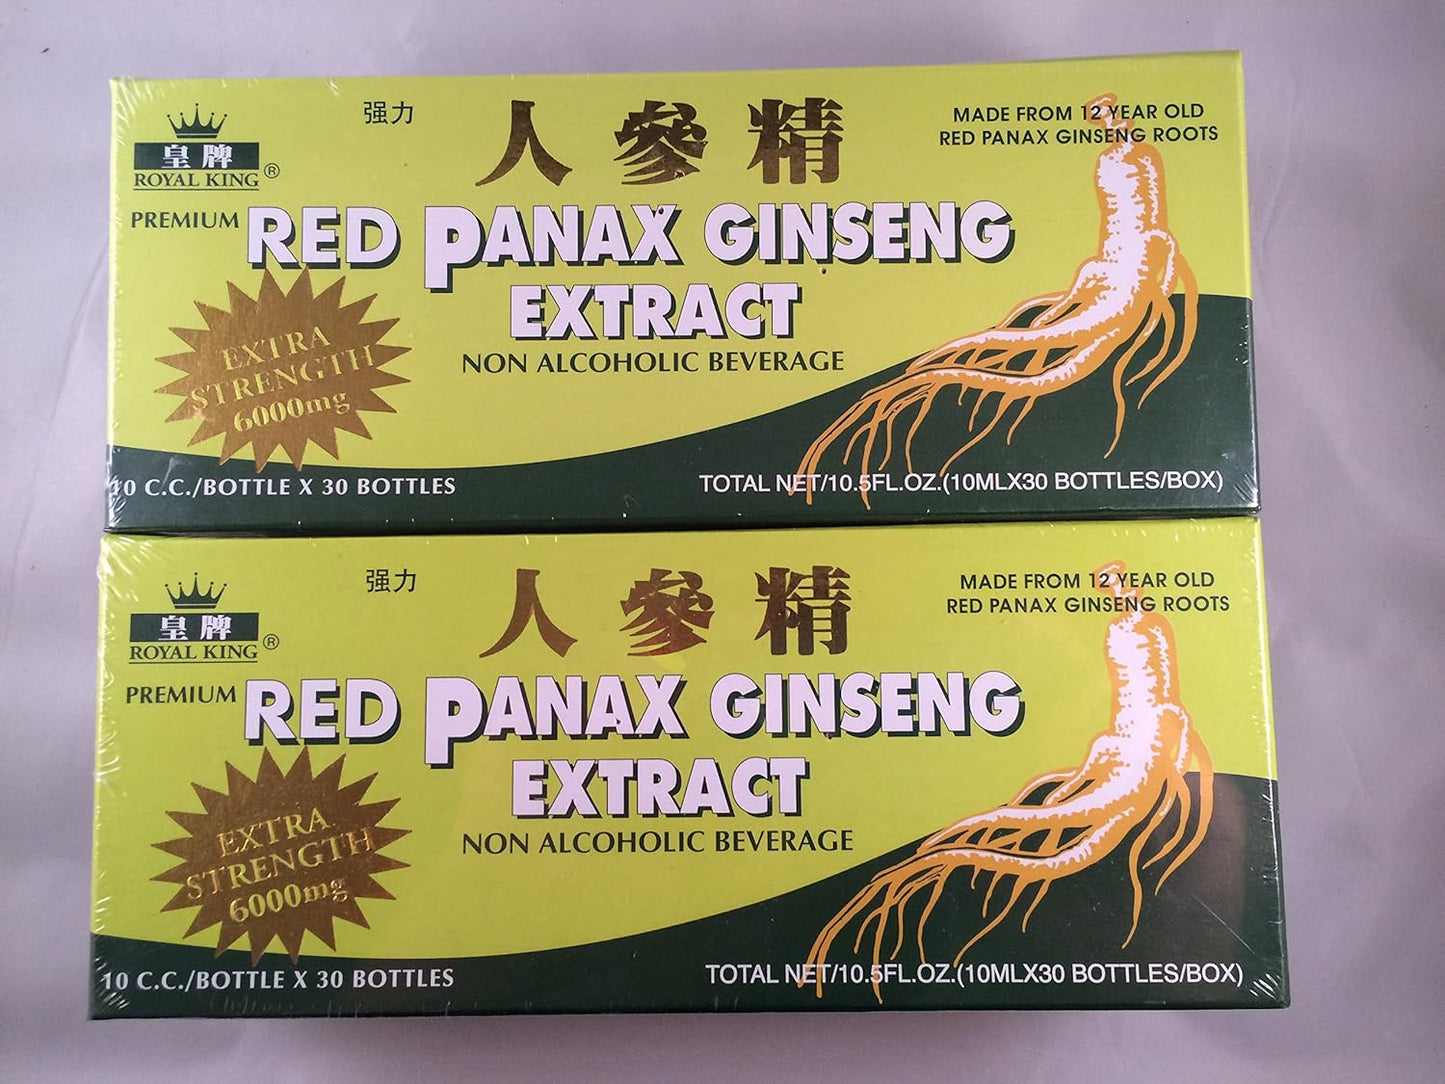 强力
人參精
MADE FROM 12 YEAR OLD
RED PANAX GINSENG ROOTS
皇牌
ROYAL KING ®
PREMIUM
RED PANAX GINSENG
EXTRACT
NON ALCOHOLIC BEVERAGE
EXTRA
STRENGTH
6000mg
10 C.C./BOTTLE X 30 BOTTLES
TOTAL NET/10.5FL.OZ.(10MLX30 BOTTLES/BOX)
强力
人參精
MADE FROM 12 YEAR OLD
RED PANAX GINSENG ROOTS
皇牌
ROYAL KING ®
PREMIUM
RED PANAX GINSENG
EXTRACT
NON ALCOHOLIC BEVERAGE
EXTRA
STRENGTH
6000mg
10 C.C./BOTTLE X 30 BOTTLES
TOTAL NET/10.5FL.OZ.(10MLX30 BOTTLES/BOX)